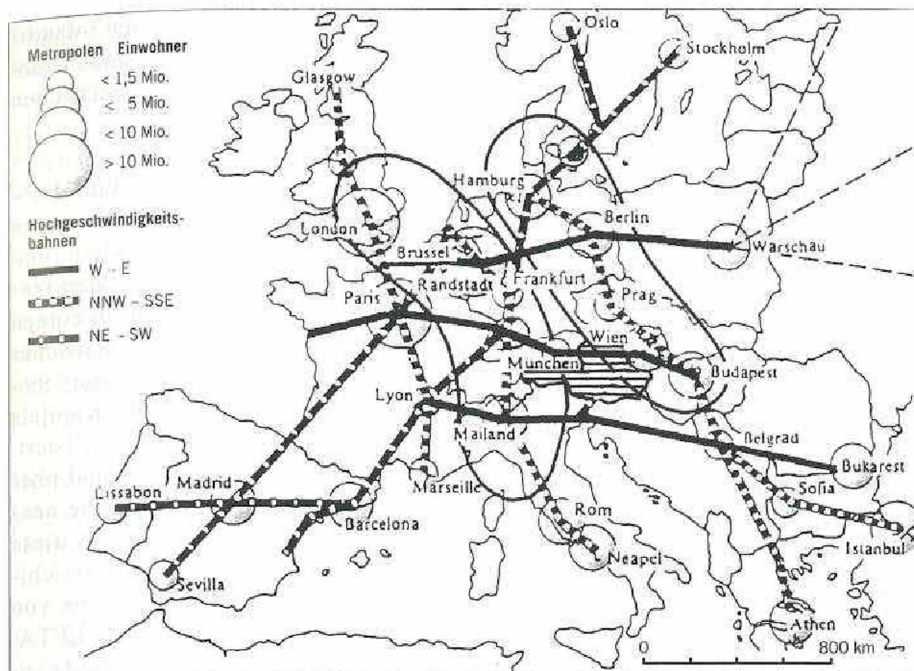 Metropolen Einwohner
< 1,5 Mio.
< 5 Mio.
< 10 Mio.
> 10 Mio.
Hochgeschwindigkeits-
bahnen
W – E
NNW – SSE
NE – SW
Oslo
Stockholm
Glasgow
Hamburg
London
Berlin
Warschau
Brüssel
Randstadt
Frankfurt
Paris
Prag
Wien
München
Budapest
Lyon
Mailand
Belgrad
Bukarest
Marseille
Madrid
Lissabon
Barcelona
Rom
Sofia
Istanbul
Neapel
Sevilla
Athen
0 800 km